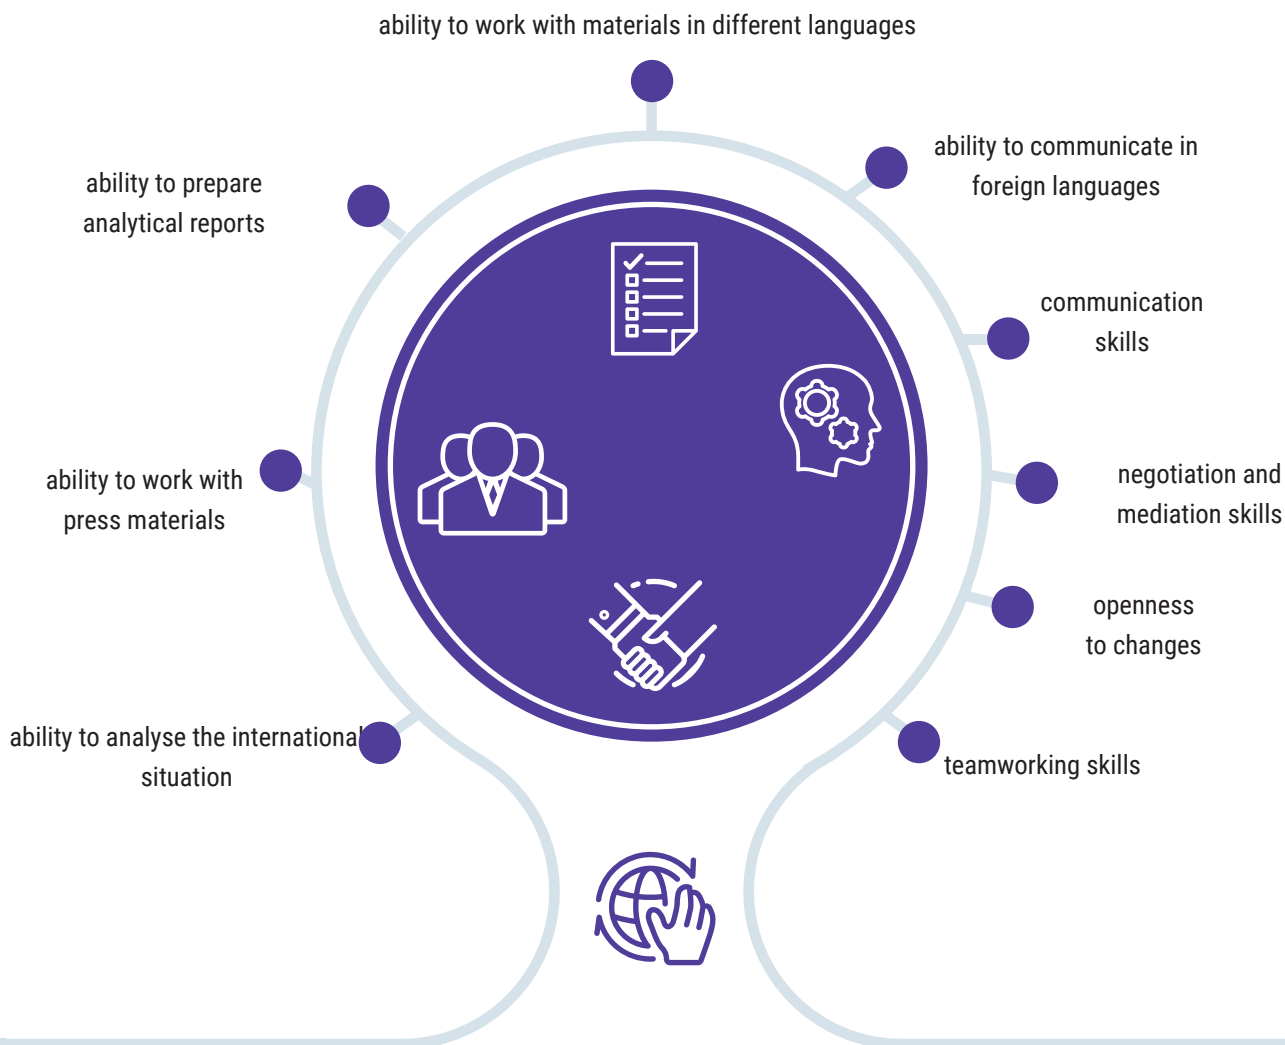 ability to work with materials in different languages
ability to communicate in
foreign languages
ability to prepare
analytical reports
communication
skills
ability to work with
press materials
negotiation and
mediation skills
openness
to changes
ability to analyse the international
situation
teamworking skills